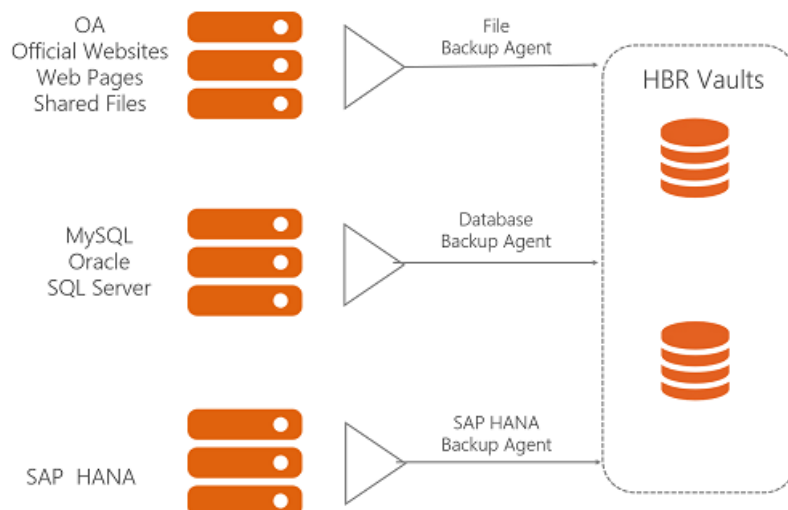 OA
Official Websites
Web Pages
Shared Files
File
Backup Agent
HBR Vaults
MySQL
Oracle
SQL Server
Database
Backup Agent
SAP HANA
SAP HANA
Backup Agent